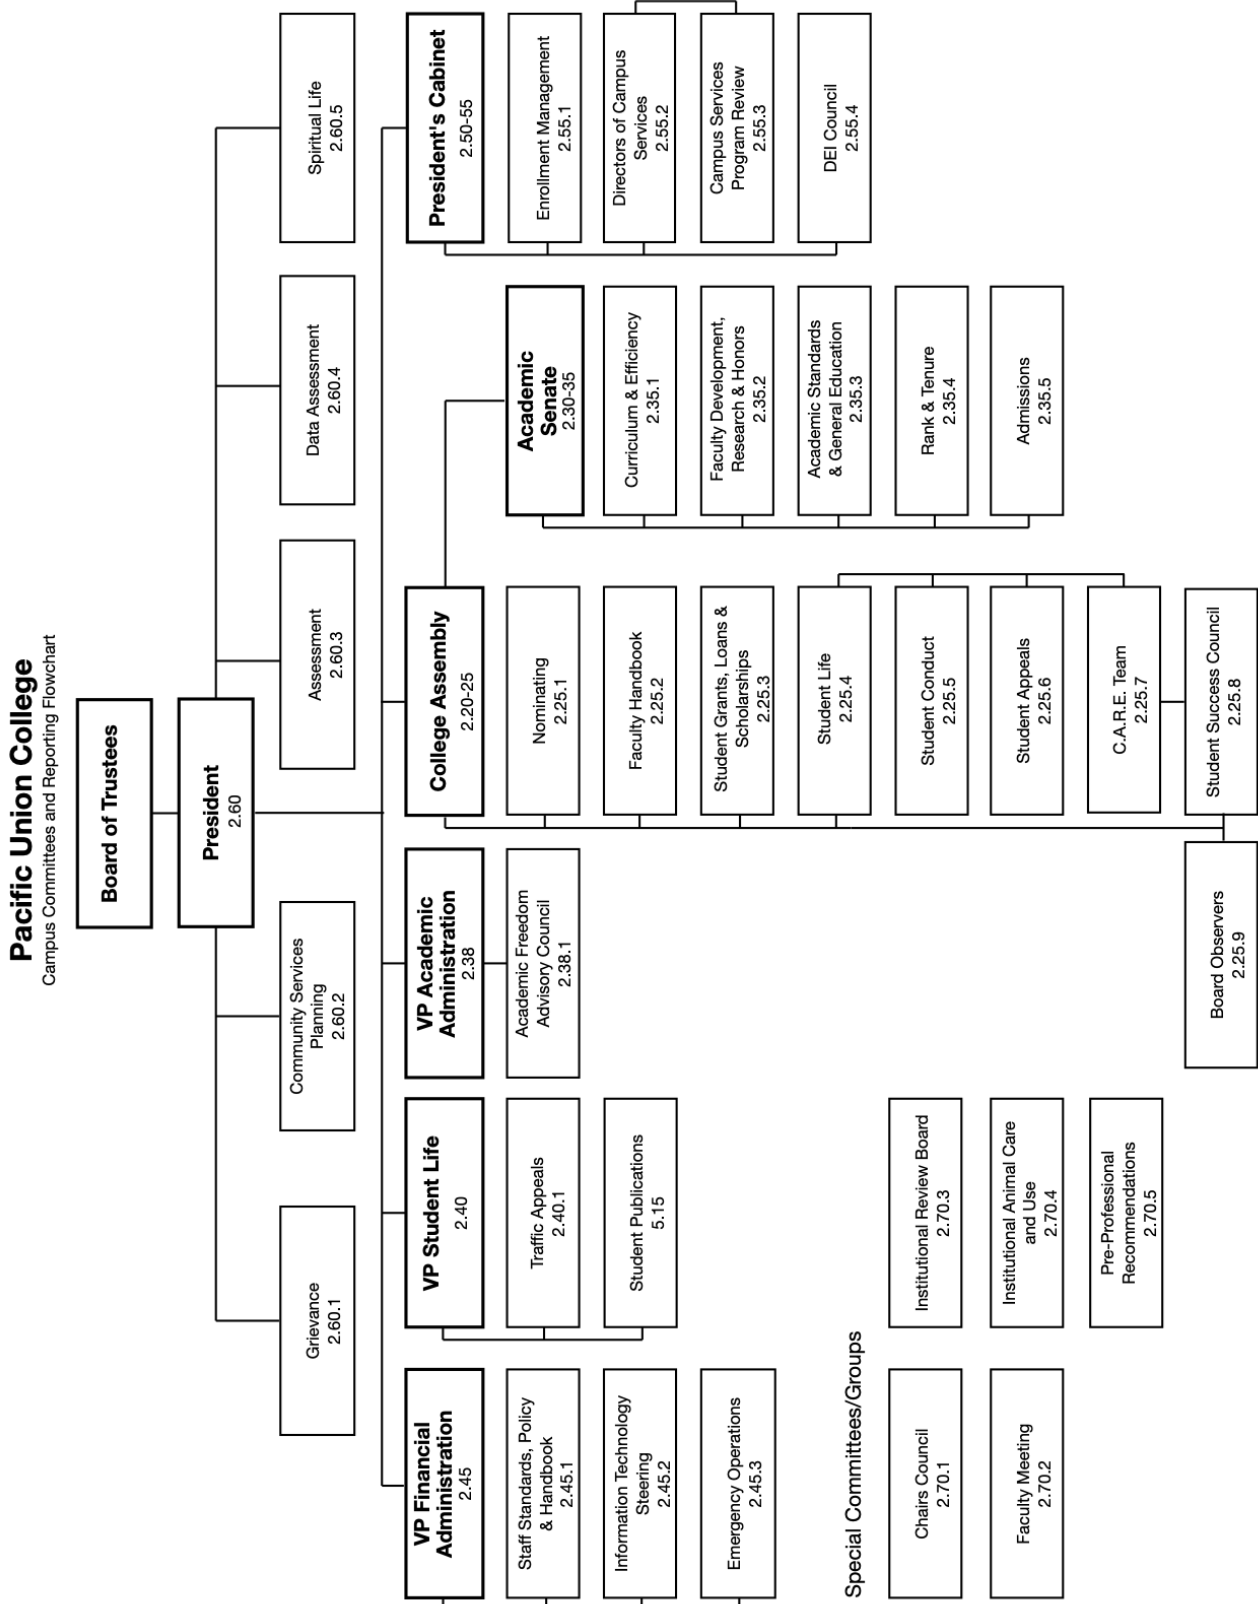 Pacific Union College
Campus Committees and Reporting Flowchart
Board of Trustees
President
2.60
Grievance
2.60.1
Community Services
Planning
2.60.2
Assessment
2.60.3
Data Assessment
2.60.4
Spiritual Life
2.60.5
VP Financial
Administration
2.45
Staff Standards, Policy
& Handbook
2.45.1
Information Technology
Steering
2.45.2
Emergency Operations
2.45.3
VP Student Life
2.40
Traffic Appeals
2.40.1
Student Publications
5.15
VP Academic
Administration
2.38
Academic Freedom
Advisory Council
2.38.1
College Assembly
2.20-25
Nominating
2.25.1
Faculty Handbook
2.25.2
Student Grants, Loans &
Scholarships
2.25.3
Student Life
2.25.4
Student Conduct
2.25.5
Student Appeals
2.25.6
C.A.R.E. Team
2.25.7
Student Success Council
2.25.8
Board Observers
2.25.9
Academic
Senate
2.30-35
Curriculum & Efficiency
2.35.1
Faculty Development,
Research & Honors
2.35.2
Academic Standards
& General Education
2.35.3
Rank & Tenure
2.35.4
Admissions
2.35.5
President's Cabinet
2.50-55
Enrollment Management
2.55.1
Directors of Campus
Services
2.55.2
Campus Services
Program Review
2.55.3
DEI Council
2.55.4
Special Committees/Groups
Chairs Council
2.70.1
Faculty Meeting
2.70.2
Institutional Review Board
2.70.3
Institutional Animal Care
and Use
2.70.4
Pre-Professional
Recommendations
2.70.5